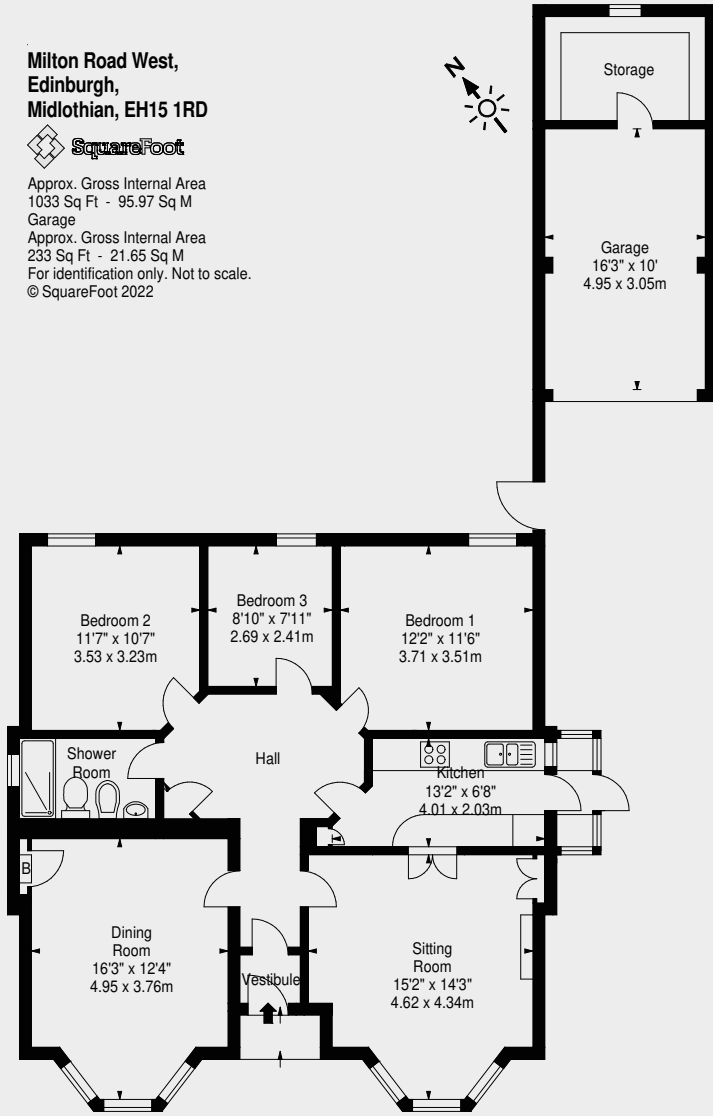 Milton Road West,
Edinburgh,
Midlothian, EH15 1RD
SquareFoot
Approx. Gross Internal Area
1033 Sq Ft - 95.97 Sq M
Garage
Approx. Gross Internal Area
233 Sq Ft - 21.65 Sq M
For identification only. Not to scale.
© SquareFoot 2022
N
Storage
Garage
16'3" x 10'
4.95 x 3.05m
Bedroom 2
11'7" x 10'7"
3.53 x 3.23m
Bedroom 3
8'10" x 7'11"
2.69 x 2.41m
Bedroom 1
12'2" x 11'6"
3.71 x 3.51m
Shower
Room
Hall
Kitchen
13'2" x 6'8"
4.01 x 2.03m
B
Dining
Room
16'3" x 12'4"
4.95 x 3.76m
Vestibule
Sitting
Room
15'2" x 14'3"
4.62 x 4.34m